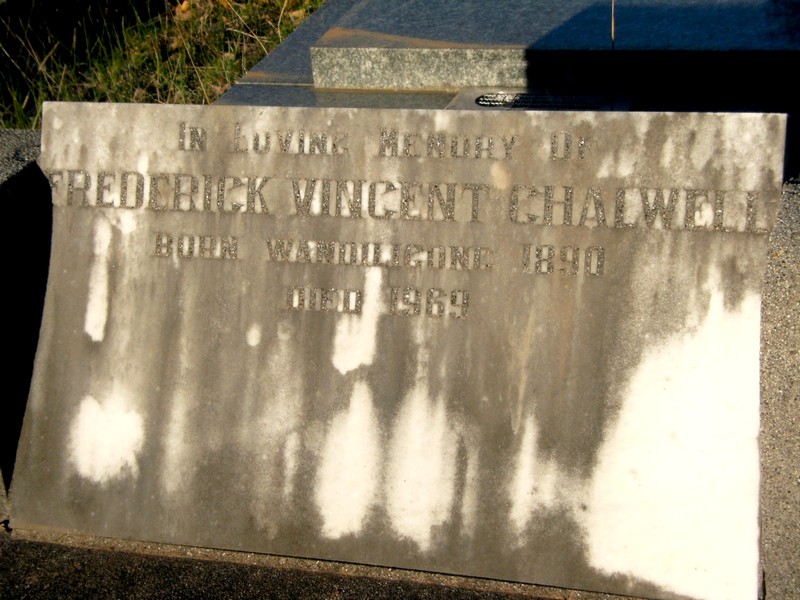 IN LOVING MEMORY OF
FREDERICK VINCENT CHALWELL
BORN WANDILIGONG 1890
DIED 1969